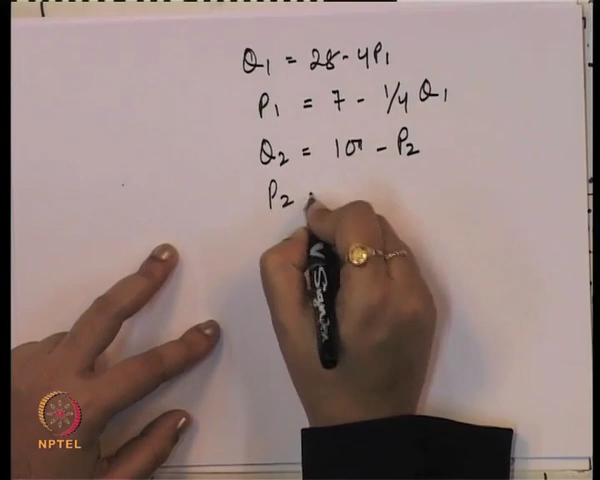 Q1 = 28 - 4P1
P1 = 7 - 1/4 Q1
Q2 = 10 - P2
P2
NPTEL